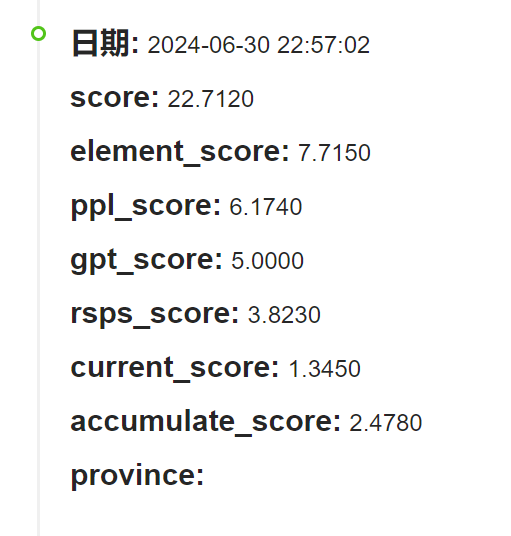 日期: 2024-06-30 22:57:02
score: 22.7120
element_score: 7.7150
ppl_score: 6.1740
gpt_score: 5.0000
rsps_score: 3.8230
current_score: 1.3450
accumulate_score: 2.4780
province: